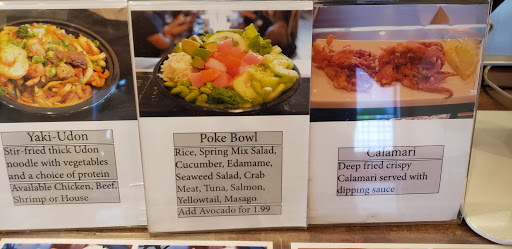 Yaki-Udon
Stir-fried thick Udon
noodle with vegetables
and a choice of protein
Available Chicken, Beef,
Shrimp or House
Poke Bowl
Rice, Spring Mix Salad,
Cucumber, Edamame,
Seaweed Salad, Crab
Meat, Tuna, Salmon,
Yellowtail, Masago
Add Avocado for 1.99
Calamari
Deep fried crispy
Calamari served with
dipping sauce